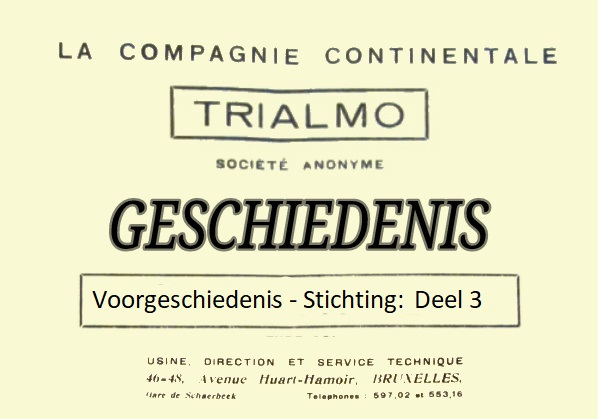 LA COMPAGNIE CONTINENTALE
TRIALMO
SOCIÉTÉ ANONYME
GESCHIEDENIS
Voorgeschiedenis - Stichting: Deel 3
USINE, DIRECTION ET SERVICE TECHNIQUE
46-48, Avenue Huart-Hamoir, BRUXELLES.
Gare de Schaerbeek Telephones : 597,02 et 553,16